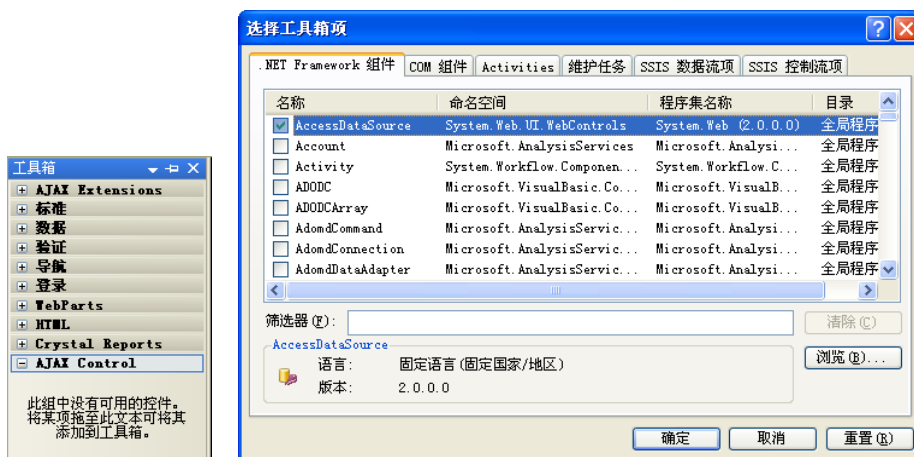 选择工具箱项
.NET Framework 组件 COM 组件 Activities 维护任务 SSIS 数据流项 SSIS 控制流项
名称 命名空间 程序集名称 目录
AccessDataSource System.Web.UI.WebControls System.Web (2.0.0.0) 全局程序
Account Microsoft.AnalysisServices Microsoft.Analysi... 全局程序
Activity System.Workflow.Componen... System.Workflow.C... 全局程序
ADODC Microsoft.VisualBasic.Co... Microsoft.VisualB... 全局程序
ADODCArray Microsoft.VisualBasic.Co... Microsoft.VisualB... 全局程序
AdomdCommand Microsoft.AnalysisServic... Microsoft.Analysi... 全局程序
AdomdConnection Microsoft.AnalysisServic... Microsoft.Analysi... 全局程序
AdomdDataAdapter Microsoft.AnalysisServic... Microsoft.Analysi... 全局程序
筛选器(F): 清除(C)
AccessDataSource
语言: 固定语言(固定国家/地区) 浏览(B)...
版本: 2.0.0.0
确定 取消 重置(R)
工具箱
AJAX Extensions
标准
数据
验证
导航
登录
WebParts
HTML
Crystal Reports
AJAX Control
此组中没有可用的控件。
将某项拖至此文本可将其
添加到工具箱。